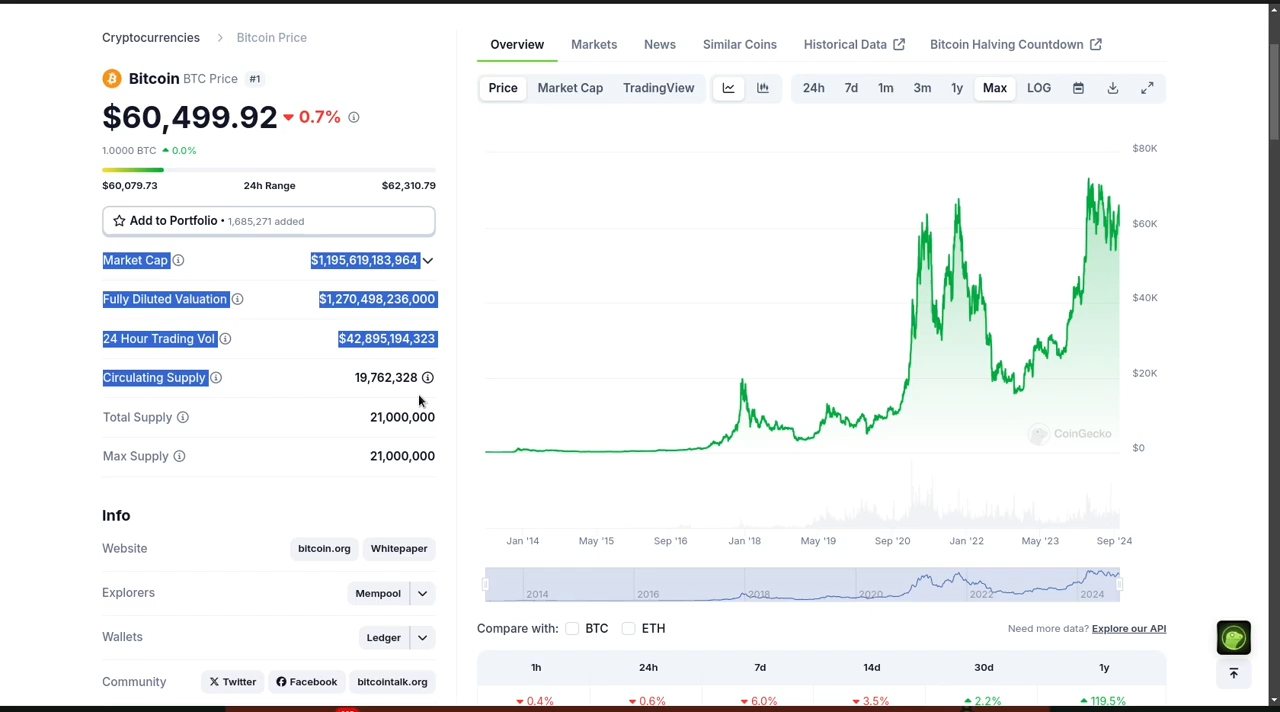 Cryptocurrencies > Bitcoin Price
Bitcoin BTC Price #1
$60,499.92 0.7%
1.0000 BTC 0.0%
$60,079.73 24h Range $62,310.79
Add to Portfolio • 1,685,271 added
Market Cap $1,195,619,183,964
Fully Diluted Valuation $1,270,498,236,000
24 Hour Trading Vol $42,895,194,323
Circulating Supply 19,762,328
Total Supply 21,000,000
Max Supply 21,000,000
Info
Website bitcoin.org Whitepaper
Explorers Mempool
Wallets Ledger
Community Twitter Facebook bitcointalk.org
Overview Markets News Similar Coins Historical Data Bitcoin Halving Countdown
Price Market Cap TradingView 24h 7d 1m 3m 1y Max LOG
$80K
$60K
$40K
$20K
CoinGecko
$0
Jan '14 May '15 Sep '16 Jan '18 May '19 Sep '20 Jan '22 May '23 Sep '24
2014 2016 2018 2020 2022 2024
Compare with: BTC ETH Need more data? Explore our API
1h 24h 7d 14d 30d 1y
0.4% 0.6% 6.0% 3.5% 2.2% 119.5%